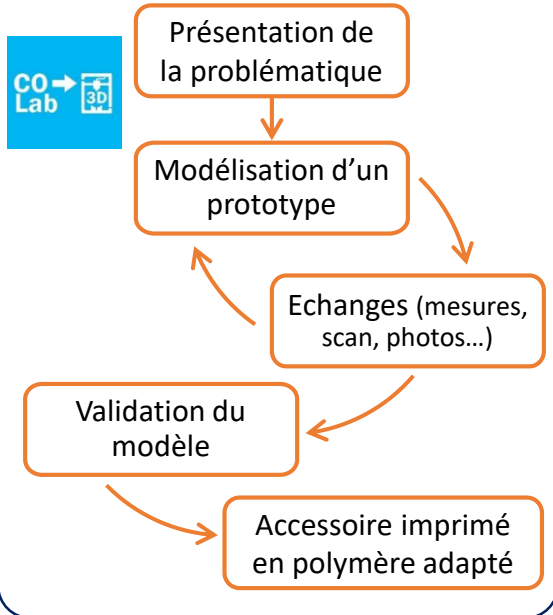 CO
Lab
3D
Présentation de
la problématique
Modélisation d’un
prototype
Echanges (mesures,
scan, photos…)
Validation du
modèle
Accessoire imprimé
en polymère adapté